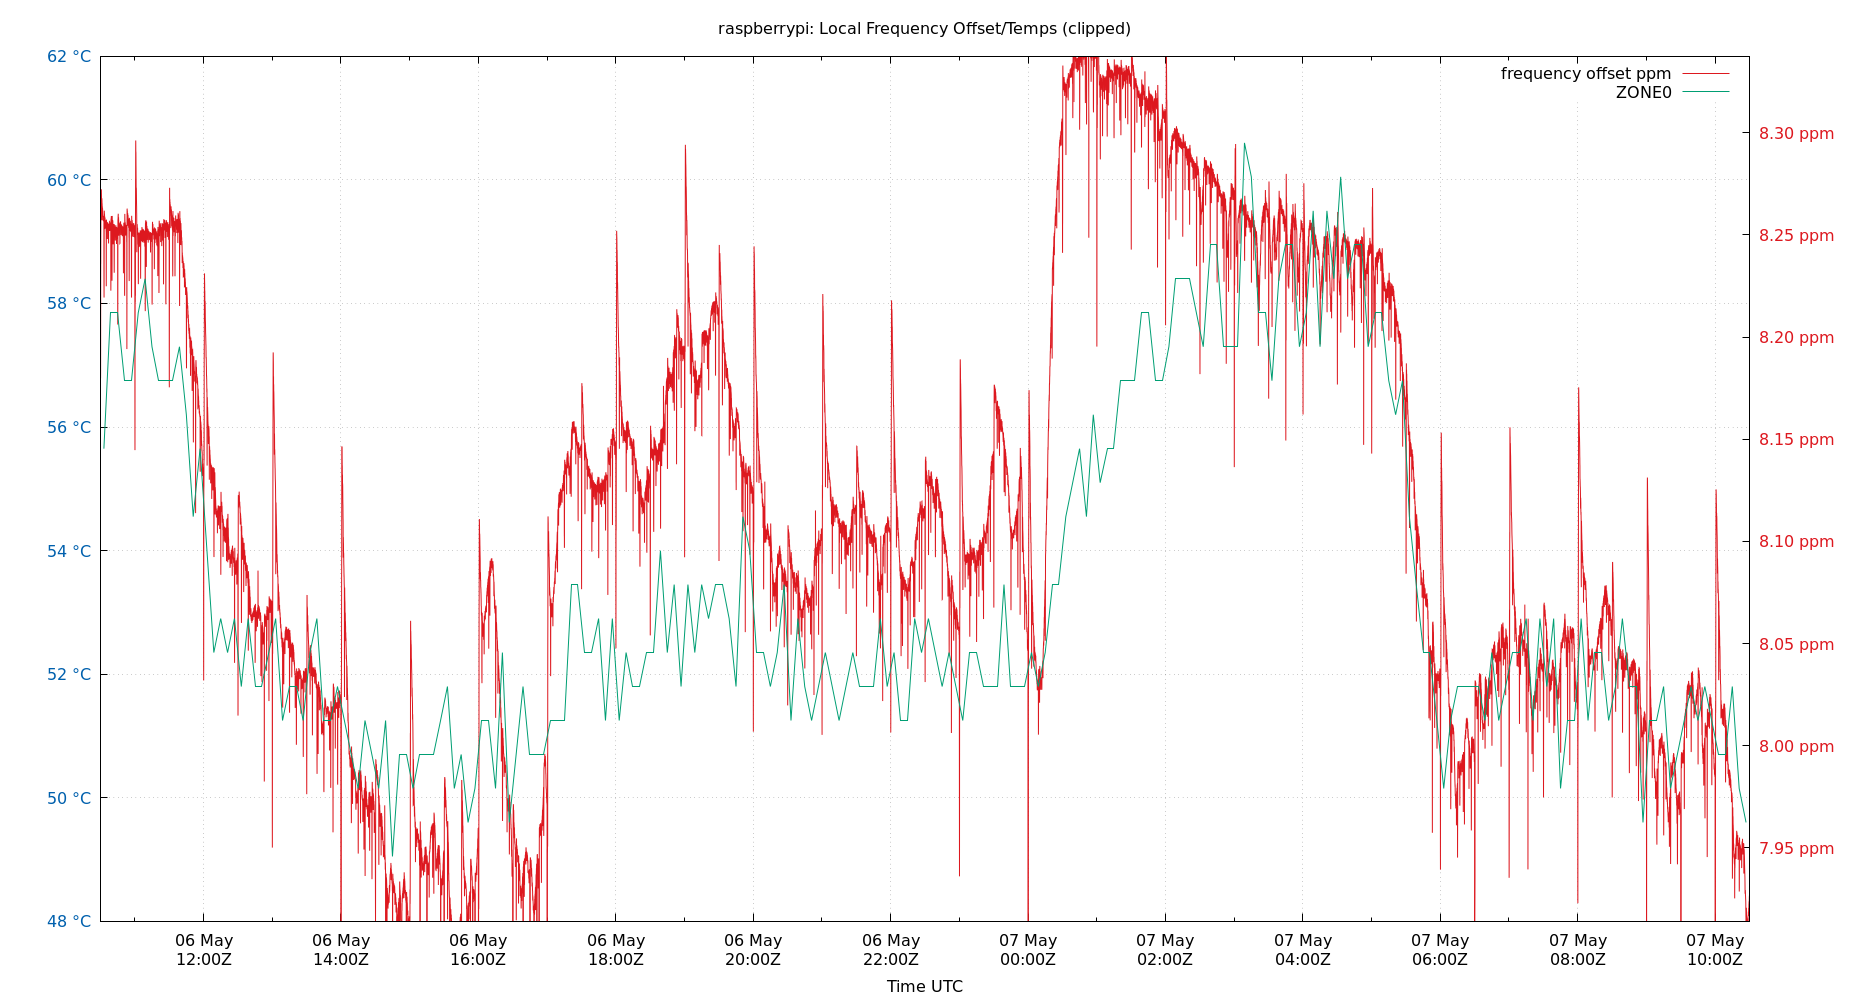 raspberrypi: Local Frequency Offset/Temps (clipped)
62 °C
60 °C
58 °C
56 °C
54 °C
52 °C
50 °C
48 °C
frequency offset ppm
ZONE0
8.30 ppm
8.25 ppm
8.20 ppm
8.15 ppm
8.10 ppm
8.05 ppm
8.00 ppm
7.95 ppm
06 May 06 May 06 May 06 May 06 May 06 May 07 May 07 May 07 May 07 May 07 May 07 May
12:00Z 14:00Z 16:00Z 18:00Z 20:00Z 22:00Z 00:00Z 02:00Z 04:00Z 06:00Z 08:00Z 10:00Z
Time UTC